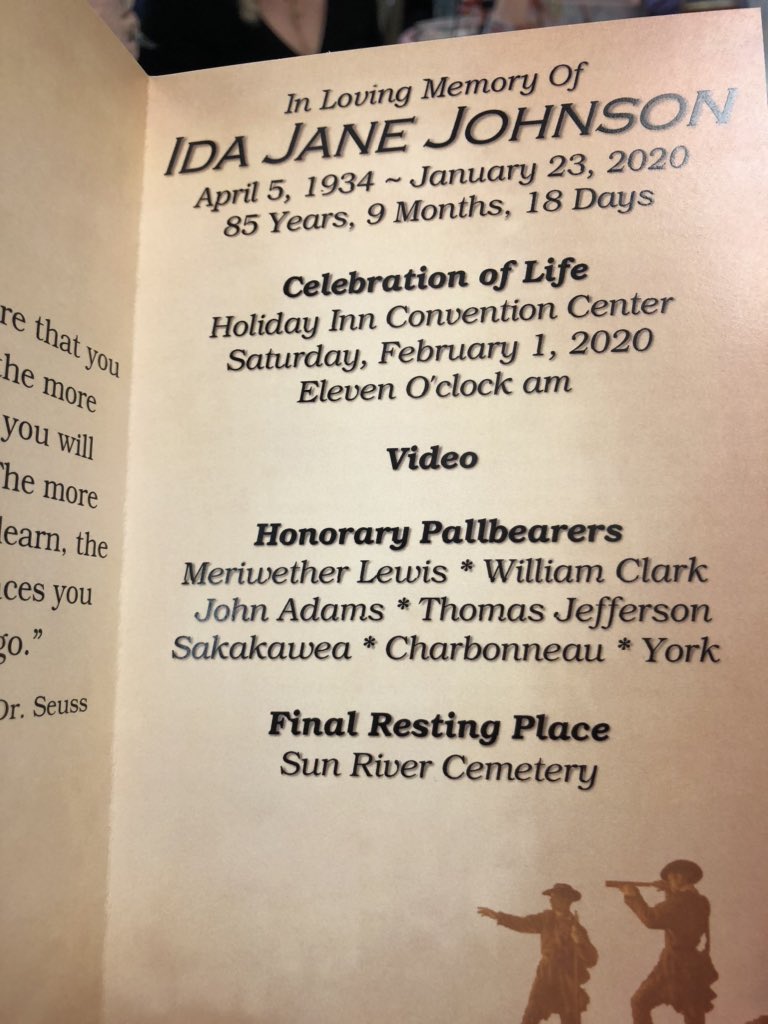 re that you
the more
you will
The more
learn, the
ces you
go."
Dr. Seuss
In Loving Memory Of
IDA JANE JOHNSON
April 5, 1934 ~ January 23, 2020
85 Years, 9 Months, 18 Days
Celebration of Life
Holiday Inn Convention Center
Saturday, February 1, 2020
Eleven O'clock am
Video
Honorary Pallbearers
Meriwether Lewis * William Clark
John Adams * Thomas Jefferson
Sakakawea * Charbonneau * York
Final Resting Place
Sun River Cemetery